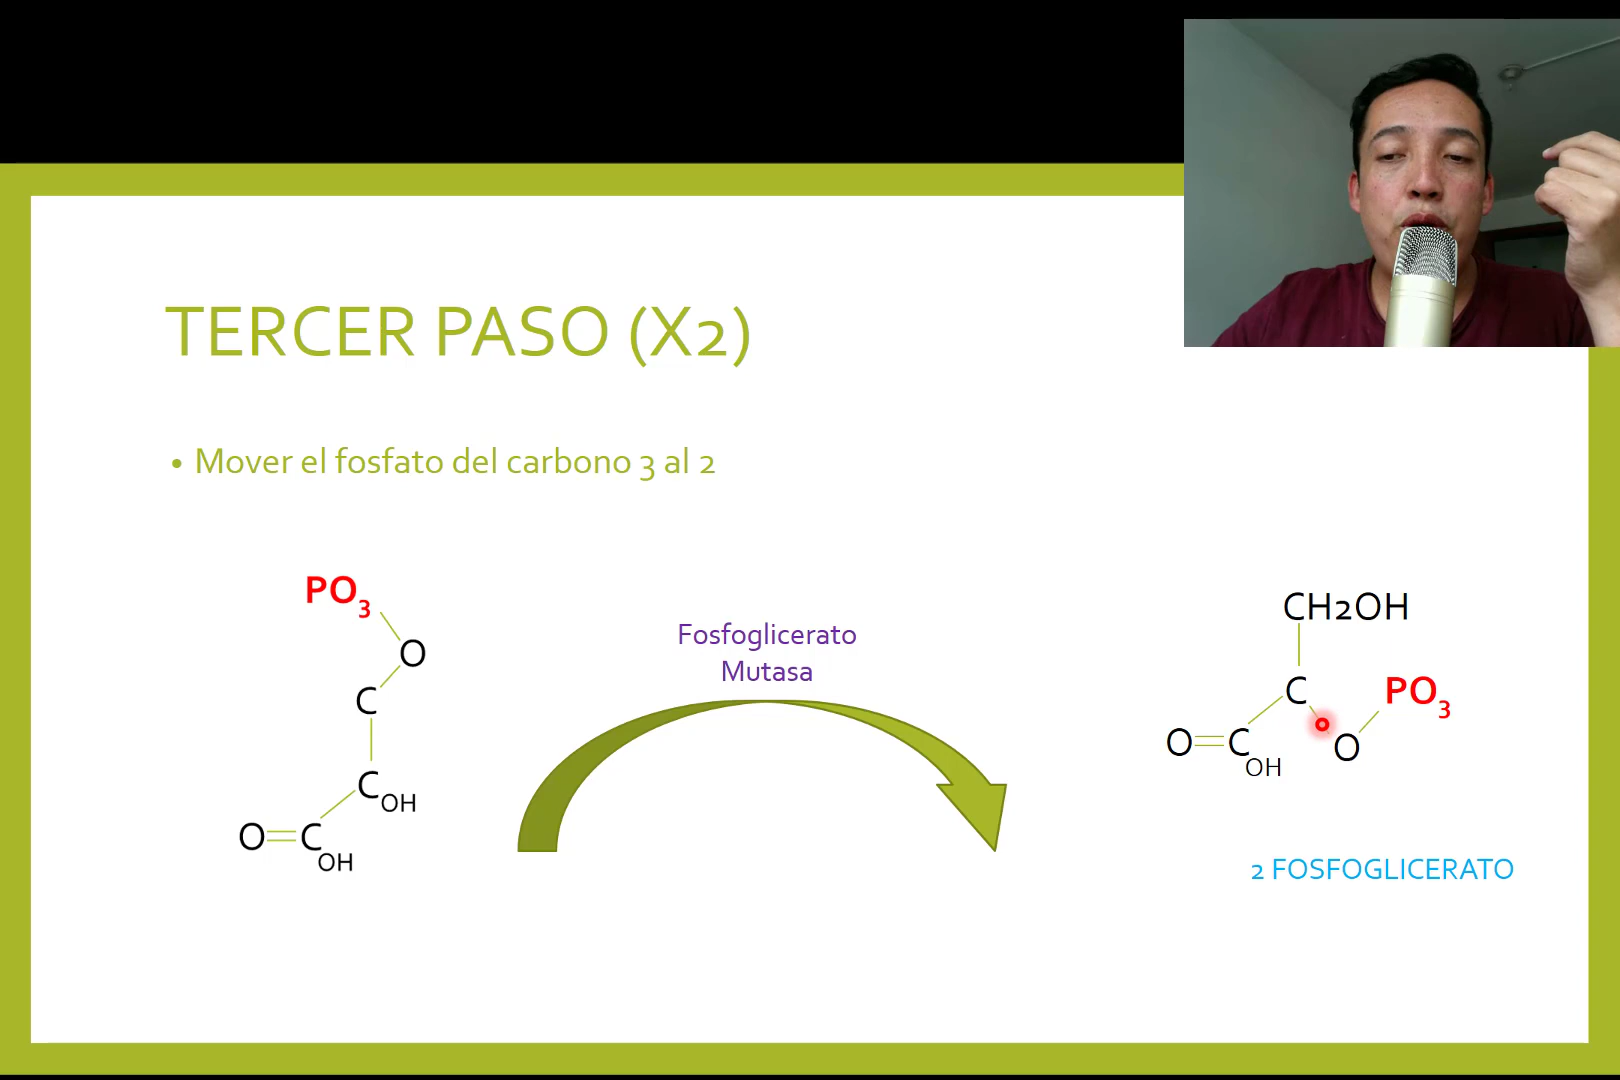 TERCER PASO (X2)
• Mover el fosfato del carbono 3 al 2
PO3
O
C
C OH
O=C
OH
Fosfoglicerato
Mutasa
CH2OH
C PO3
O=C O
OH
2 FOSFOGLICERATO